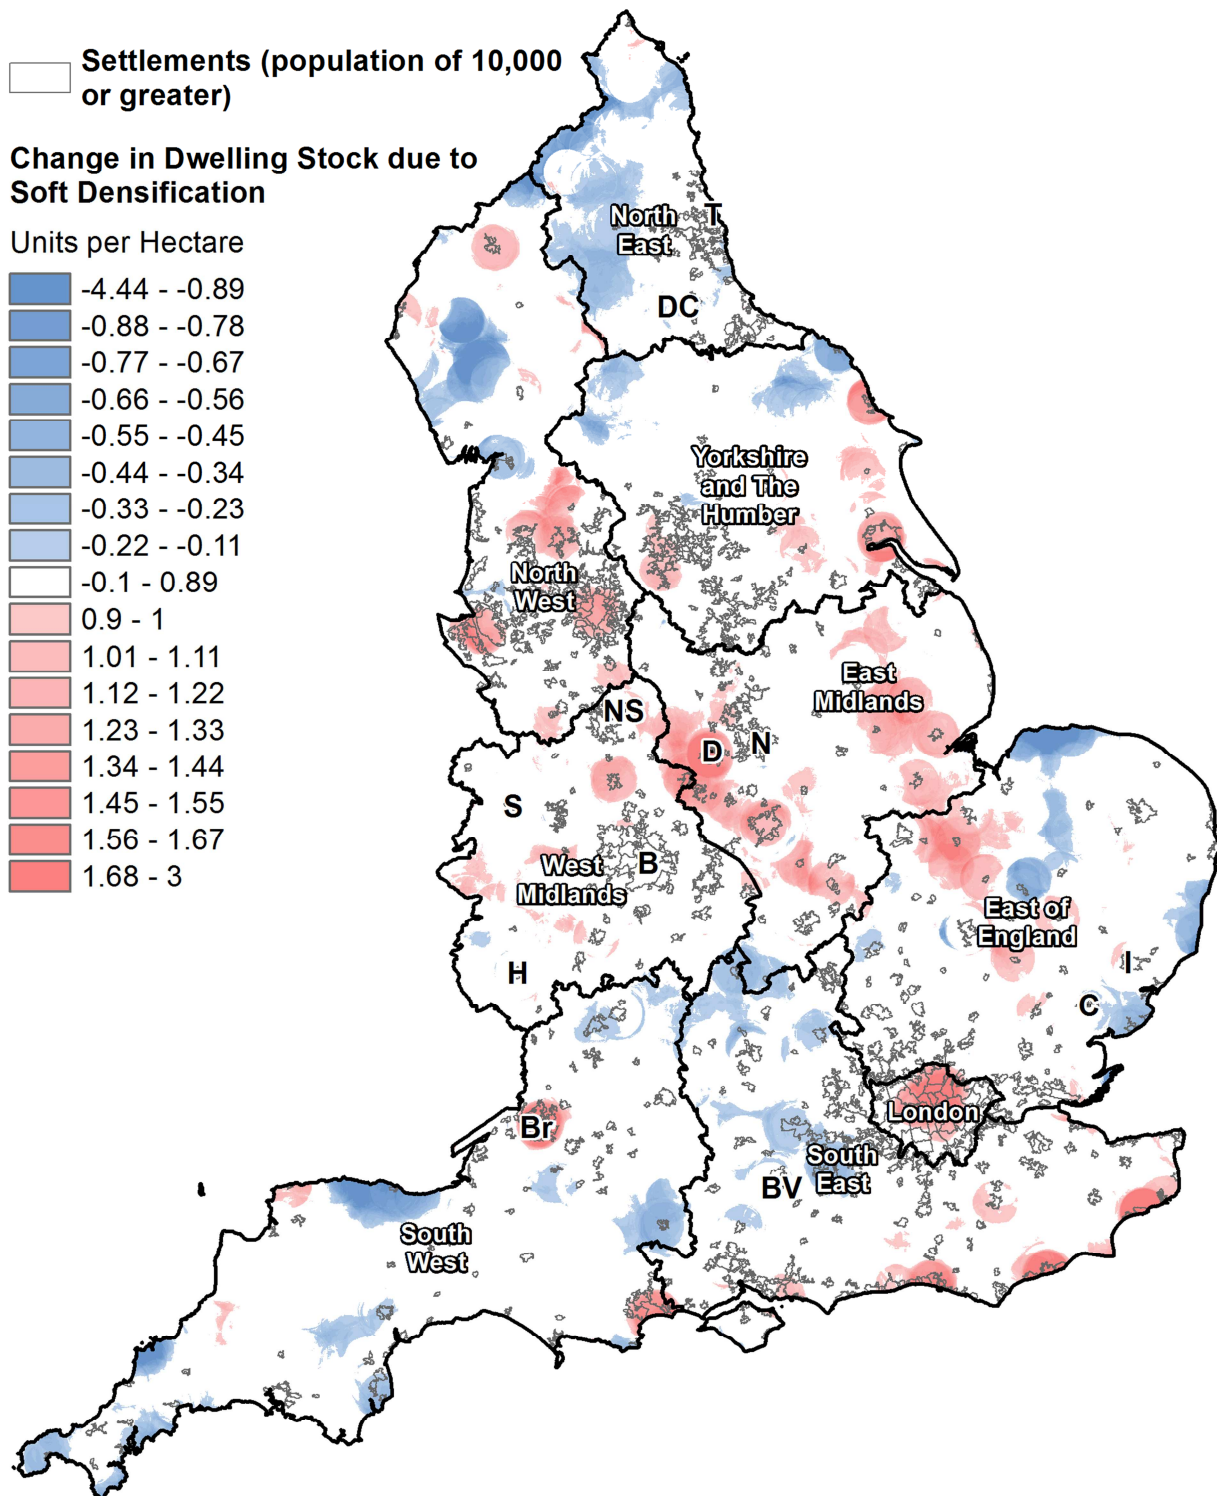 Settlements (population of 10,000
or greater)
Change in Dwelling Stock due to
Soft Densification
Units per Hectare
-4.44 - -0.89
-0.88 - -0.78
-0.77 - -0.67
-0.66 - -0.56
-0.55 - -0.45
-0.44 - -0.34
-0.33 - -0.23
-0.22 - -0.11
-0.1 - 0.89
0.9 - 1
1.01 - 1.11
1.12 - 1.22
1.23 - 1.33
1.34 - 1.44
1.45 - 1.55
1.56 - 1.67
1.68 - 3
T
North
East
DC
Yorkshire
and The
Humber
North
West
East
Midlands
NS
D
N
S
B
West
Midlands
East of
England
I
H
C
London
Br
South
East
BV
South
West